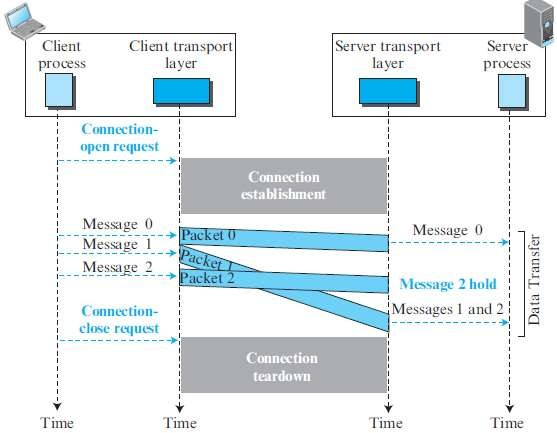 Client
process
Client transport
layer
Server transport
layer
Server
process
Connection-
open request
Connection
establishment
Message 0
Packet 0
Message 0
Message 1
Packet 1
Message 2
Packet 2
Message 2 hold
Messages 1 and 2
Data Transfer
Connection-
close request
Connection
teardown
Time
Time
Time
Time